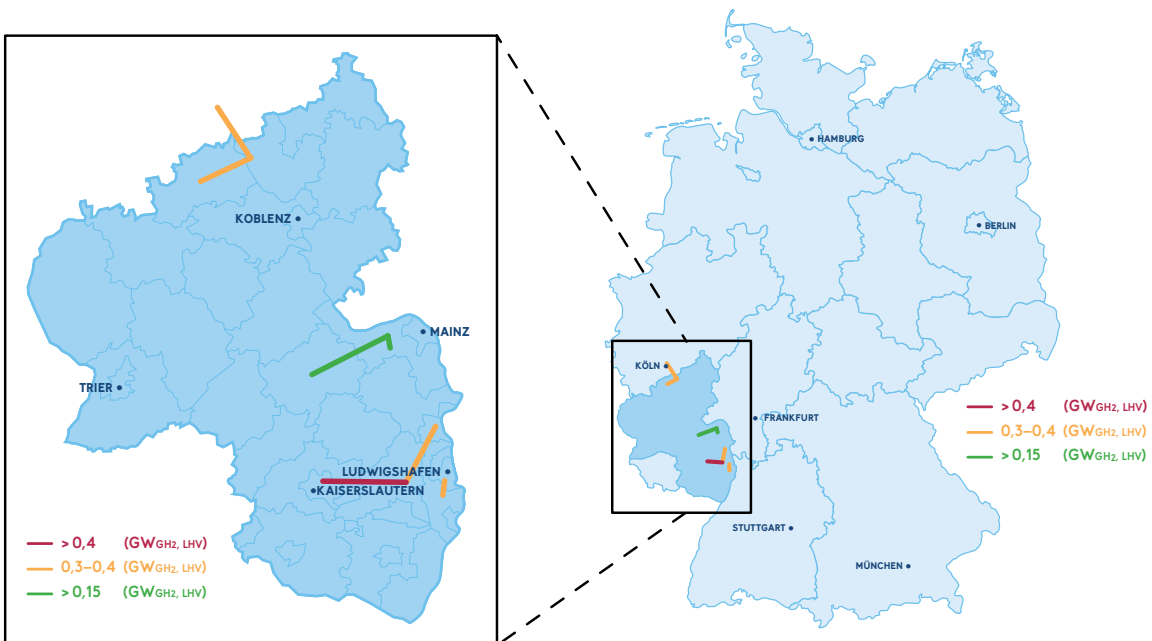 KOBLENZ
MAINZ
TRIER
LUDWIGSHAFEN
KAISERSLAUTERN
> 0,4 (GWGH2, LHV)
0,3–0,4 (GWGH2, LHV)
> 0,15 (GWGH2, LHV)
HAMBURG
BERLIN
KÖLN
FRANKFURT
STUTTGART
MÜNCHEN
> 0,4 (GWGH2, LHV)
0,3–0,4 (GWGH2, LHV)
> 0,15 (GWGH2, LHV)